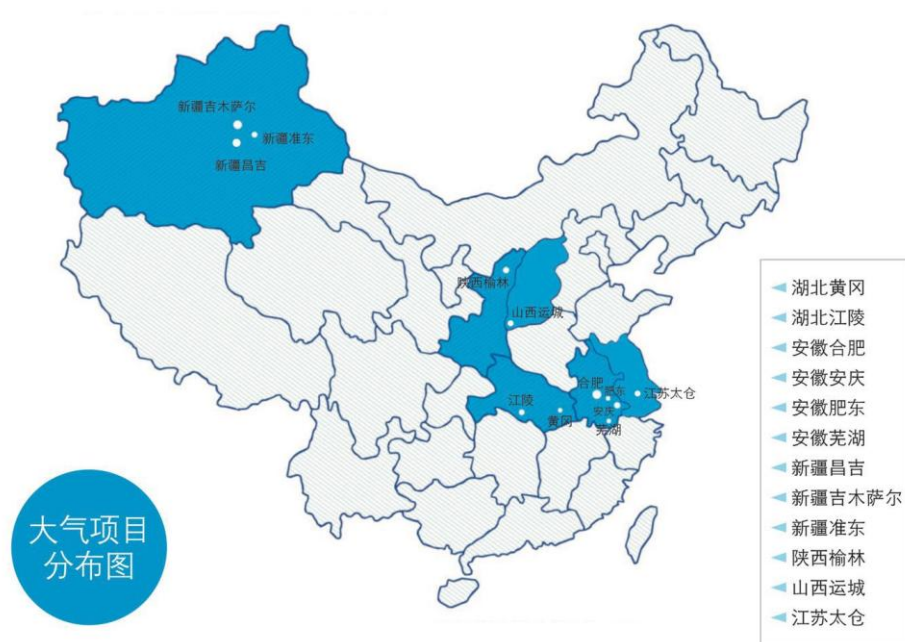 新疆吉木萨尔
新疆准东
新疆昌吉
陕西榆林
山西运城
合肥
肥东
江苏太仓
江陵
黄冈
安庆
芜湖
湖北黄冈
湖北江陵
安徽合肥
安徽安庆
安徽肥东
安徽芜湖
新疆昌吉
新疆吉木萨尔
新疆准东
陕西榆林
山西运城
江苏太仓
大气项目
分布图